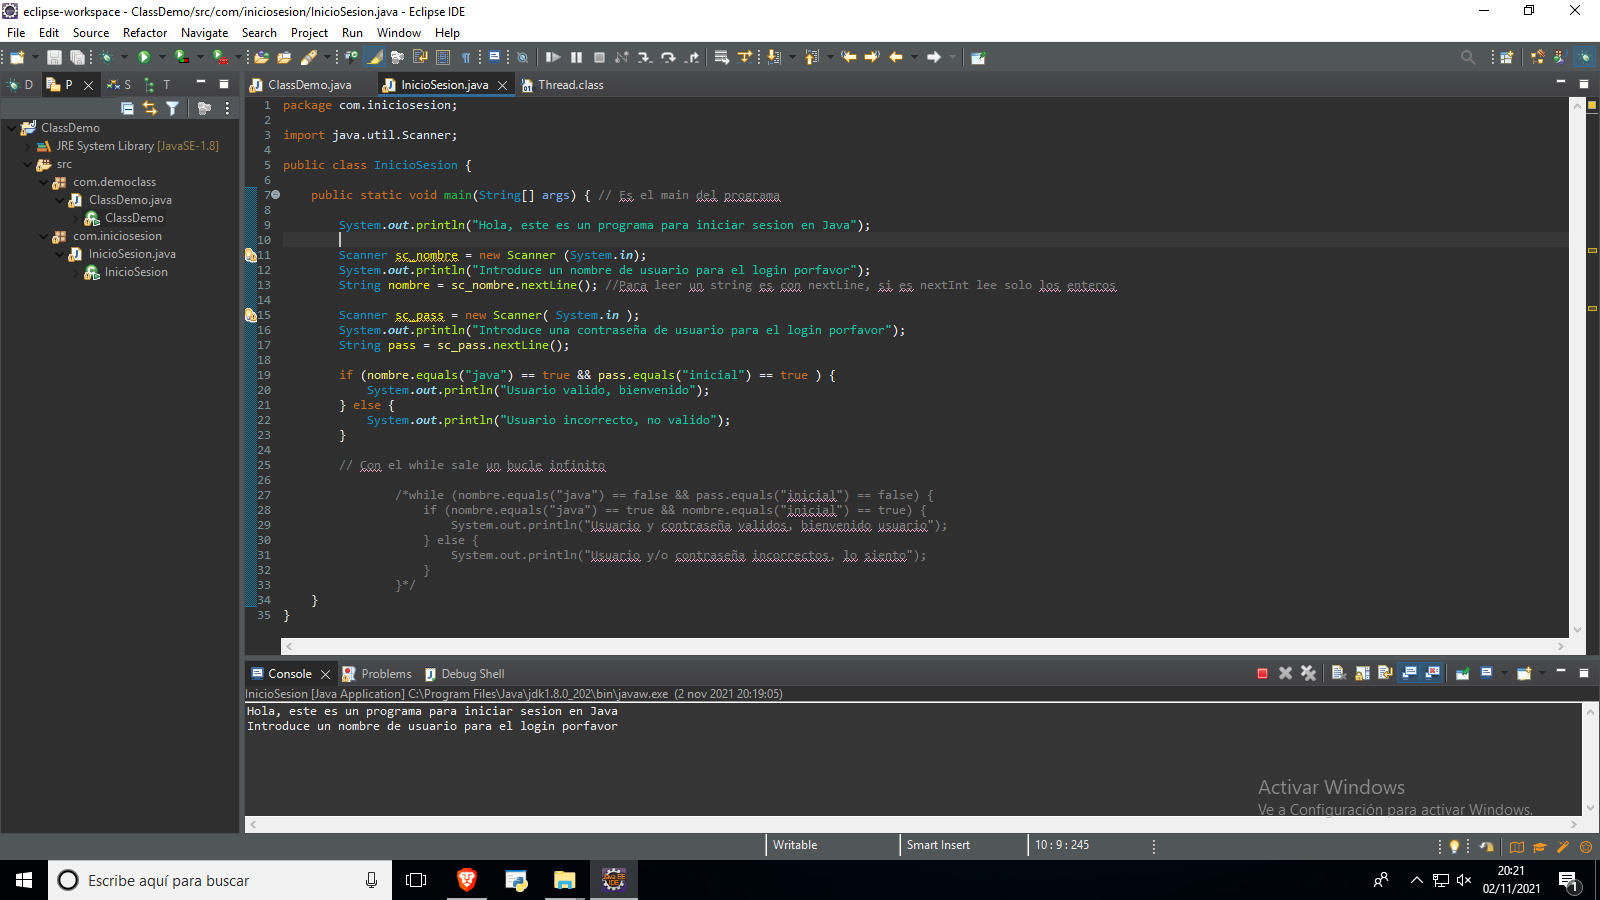 eclipse-workspace - ClassDemo/src/com/iniciosesion/InicioSesion.java - Eclipse IDE
File Edit Source Refactor Navigate Search Project Run Window Help
D P S T
ClassDemo.java InicioSesion.java Thread.class
ClassDemo
JRE System Library [JavaSE-1.8]
src
com.democlass
ClassDemo.java
ClassDemo
com.iniciosesion
InicioSesion.java
InicioSesion
1 package com.iniciosesion;
2
3 import java.util.Scanner;
4
5 public class InicioSesion {
6
7 public static void main(String[] args) { // Es el main del programa
8
9 System.out.println("Hola, este es un programa para iniciar sesion en Java");
10
11 Scanner sc_nombre = new Scanner (System.in);
12 System.out.println("Introduce un nombre de usuario para el login porfavor");
13 String nombre = sc_nombre.nextLine(); //Para leer un string es con nextLine, si es nextInt lee solo los enteros
14
15 Scanner sc_pass = new Scanner( System.in );
16 System.out.println("Introduce una contraseña de usuario para el login porfavor");
17 String pass = sc_pass.nextLine();
18
19 if (nombre.equals("java") == true && pass.equals("inicial") == true ) {
20 System.out.println("Usuario valido, bienvenido");
21 } else {
22 System.out.println("Usuario incorrecto, no valido");
23 }
24
25 // Con el while sale un bucle infinito
26
27 /*while (nombre.equals("java") == false && pass.equals("inicial") == false) {
28 if (nombre.equals("java") == true && nombre.equals("inicial") == true) {
29 System.out.println("Usuario y contraseña validos, bienvenido usuario");
30 } else {
31 System.out.println("Usuario y/o contraseña incorrectos, lo siento");
32 }
33 }*/
34 }
35 }
Console Problems Debug Shell
InicioSesion [Java Application] C:\Program Files\Java\jdk1.8.0_202\bin\javaw.exe (2 nov 2021 20:19:05)
Hola, este es un programa para iniciar sesion en Java
Introduce un nombre de usuario para el login porfavor
Activar Windows
Ve a Configuración para activar Windows.
Writable Smart Insert 10 : 9 : 245
Escribe aquí para buscar
20:21
02/11/2021
1